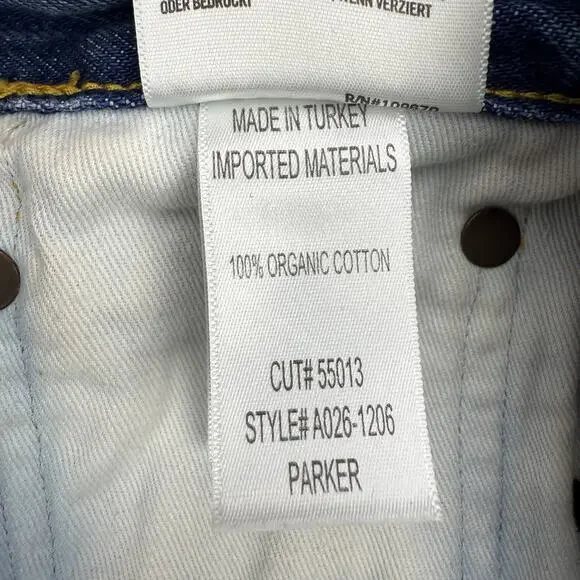 ODER BEDRUCKT
WENN VERZIERT
MADE IN TURKEY
IMPORTED MATERIALS
100% ORGANIC COTTON
CUT# 55013
STYLE# A026-1206
PARKER